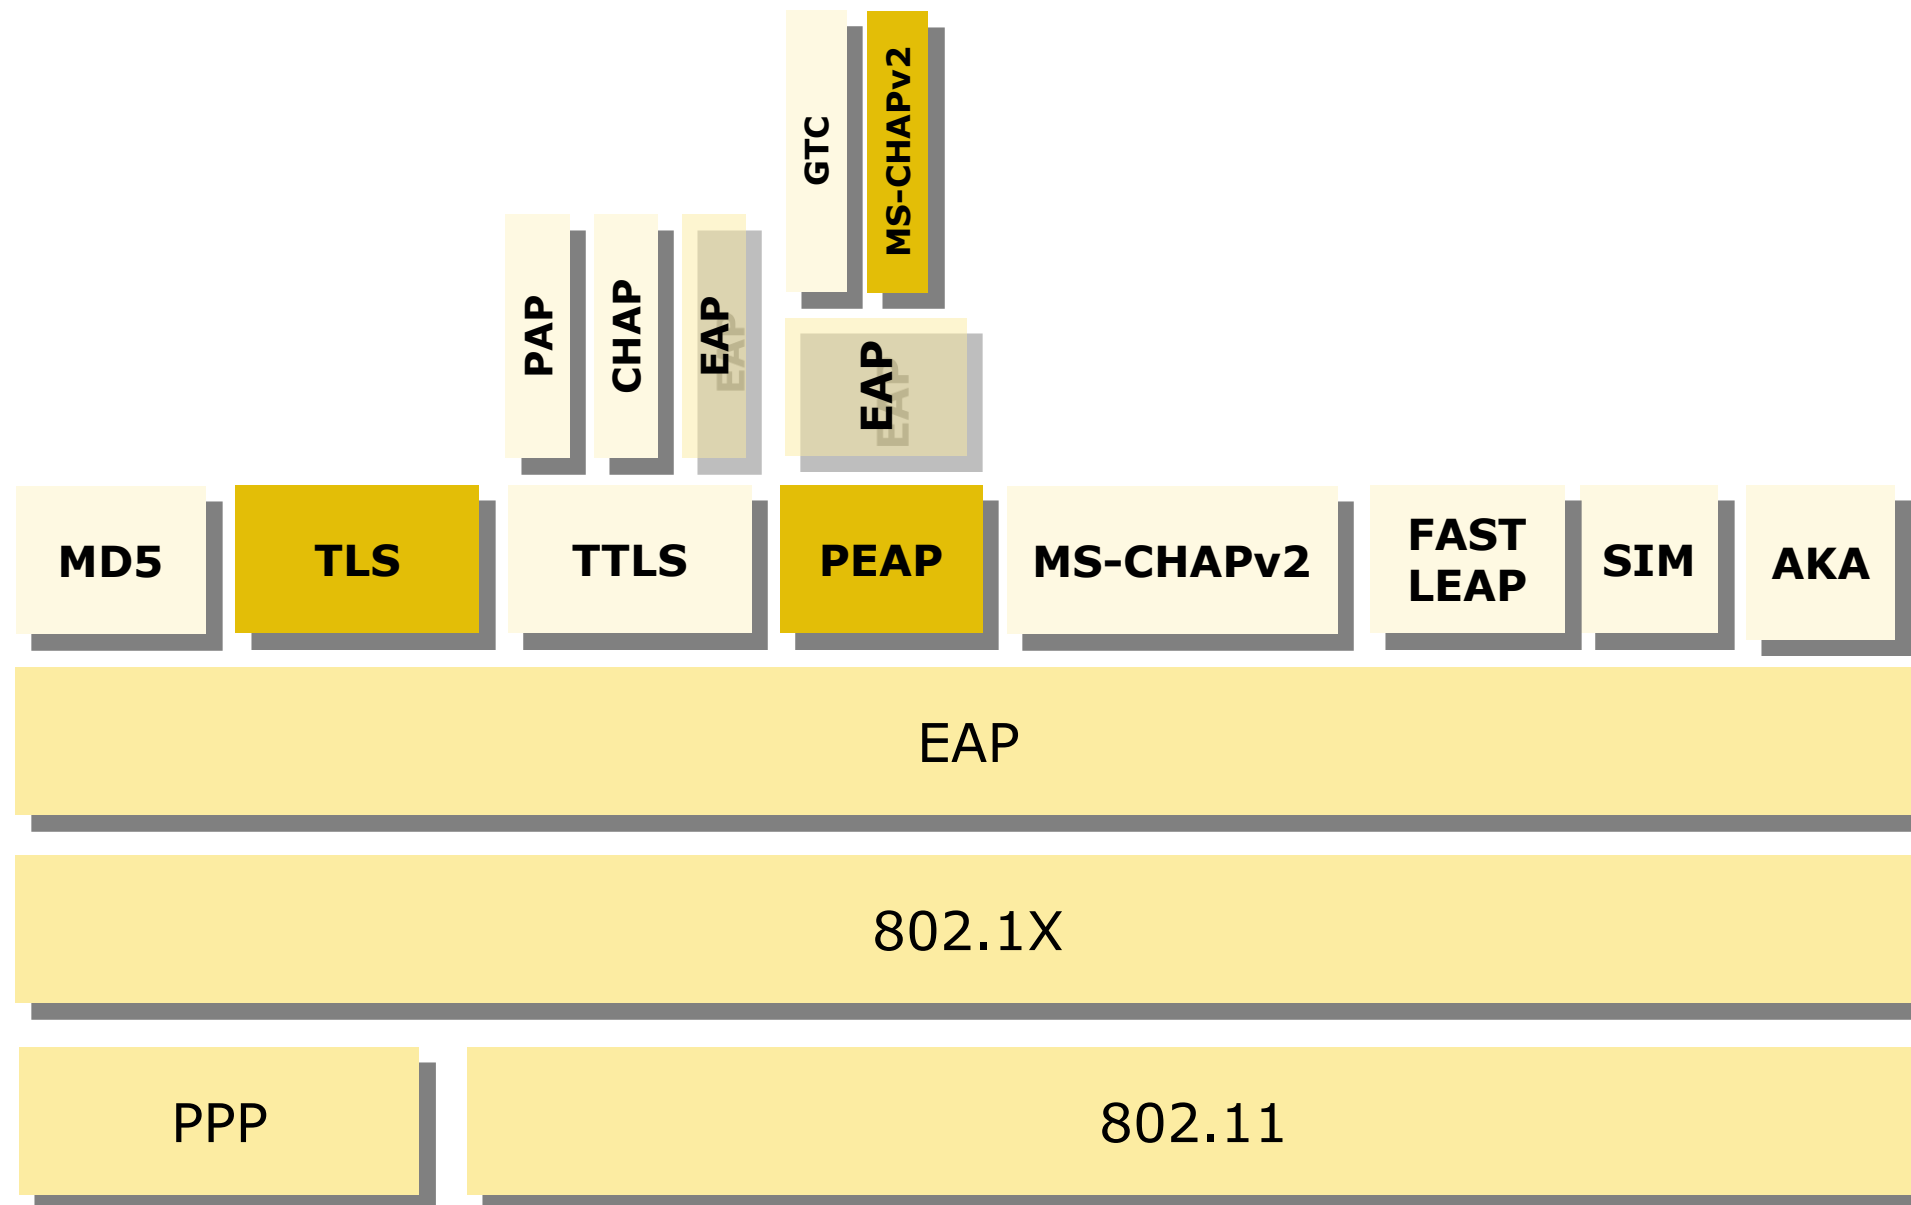 GTC
MS-CHAPv2
PAP
CHAP
EAP
EAP
MD5
TLS
TTLS
PEAP
MS-CHAPv2
FAST
LEAP
SIM
AKA
EAP
802.1X
PPP
802.11